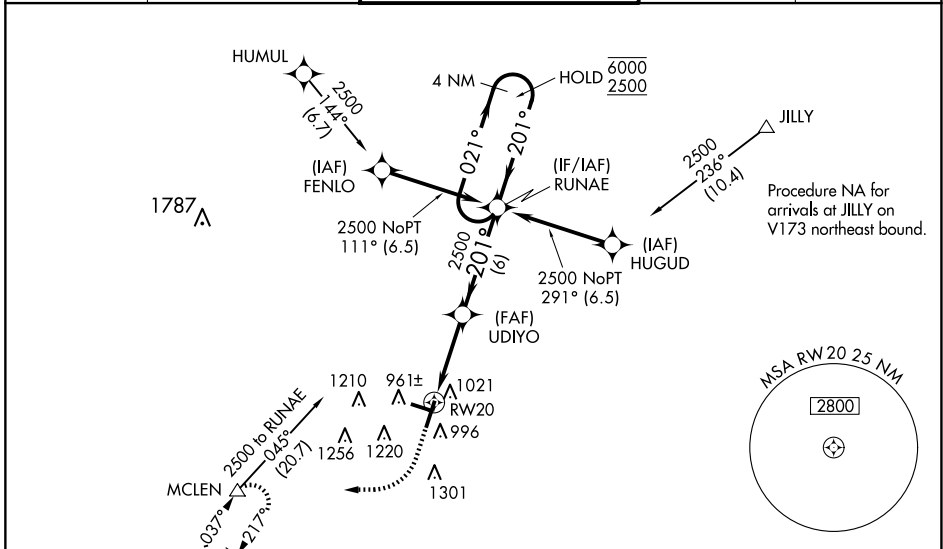 HUMUL
2500
144°
(6.7)
4 NM
HOLD
6000
2500
021°
201°
JILLY
2500
236°
(10.4)
(IAF)
FENLO
(IF/IAF)
RUNAE
Procedure NA for
arrivals at JILLY on
V173 northeast bound.
1787
2500 NoPT
111° (6.5)
2500
201°
(6)
(IAF)
HUGUD
2500 NoPT
291° (6.5)
(FAF)
UDIYO
MSA RW20 25 NM
2800
1210
961±
1021
RW20
2500 to RUNAE
045°
(20.7)
1256
1220
996
MCLEN
1301
037°
217°